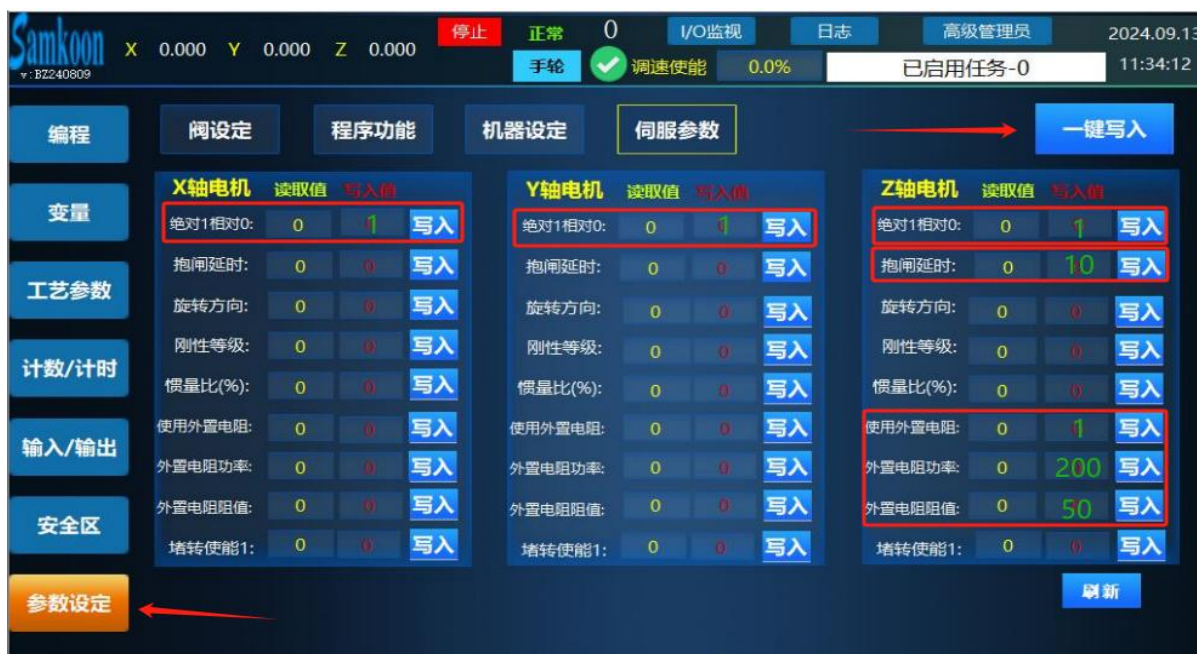 Samkoon
v:BZ240809
X 0.000 Y 0.000 Z 0.000
停止 正常 0 I/O监视 日志 高级管理员 2024.09.13
手轮 调速使能 0.0% 已启用任务-0 11:34:12
编程
变量
工艺参数
计数/计时
输入/输出
安全区
参数设定
阀设定 程序功能 机器设定 伺服参数 一键写入
X轴电机 读取值 写入值
绝对1相对0: 0 1 写入
抱闸延时: 0 0 写入
旋转方向: 0 0 写入
刚性等级: 0 0 写入
惯量比(%): 0 0 写入
使用外置电阻: 0 0 写入
外置电阻功率: 0 0 写入
外置电阻阻值: 0 0 写入
堵转使能1: 0 0 写入
Y轴电机 读取值 写入值
绝对1相对0: 0 1 写入
抱闸延时: 0 0 写入
旋转方向: 0 0 写入
刚性等级: 0 0 写入
惯量比(%): 0 0 写入
使用外置电阻: 0 0 写入
外置电阻功率: 0 0 写入
外置电阻阻值: 0 0 写入
堵转使能1: 0 0 写入
Z轴电机 读取值 写入值
绝对1相对0: 0 1 写入
抱闸延时: 0 10 写入
旋转方向: 0 0 写入
刚性等级: 0 0 写入
惯量比(%): 0 0 写入
使用外置电阻: 0 1 写入
外置电阻功率: 0 200 写入
外置电阻阻值: 0 50 写入
堵转使能1: 0 0 写入
刷新